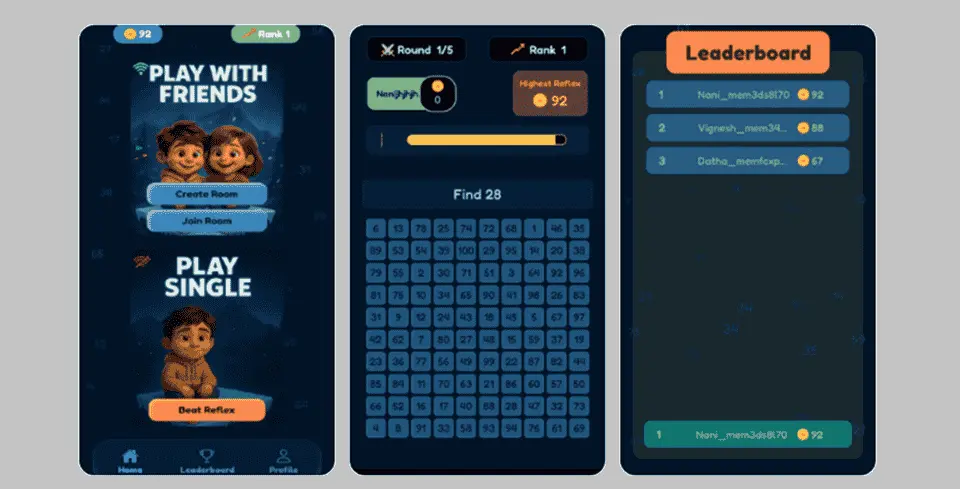 92
Rank 1
PLAY WITH
FRIENDS
Create Room
Join Room
PLAY
SINGLE
Beat Reflex
Home
Leaderboard
Profile
Round 1/5
Rank 1
0
Highest Reflex
92
Find 28
6 13 78 25 74 72 68 1 46 35
89 53 54 39 100 29 95 14 20 38
79 55 2 30 71 51 3 64 92 96
81 75 10 34 65 90 41 98 26 83
31 9 12 24 43 18 45 5 67 97
42 62 7 80 27 48 15 59 37 19
23 36 77 56 49 99 22 87 82 44
85 84 11 70 63 21 86 60 57 50
66 52 16 17 40 88 28 47 32 73
4 8 91 33 58 93 94 76 61 69
Leaderboard
1 Nani_mem3ds8l70 92
2 Vignesh_mem34... 88
3 Datha_memfcxp... 67
1 Nani_mem3ds8l70 92